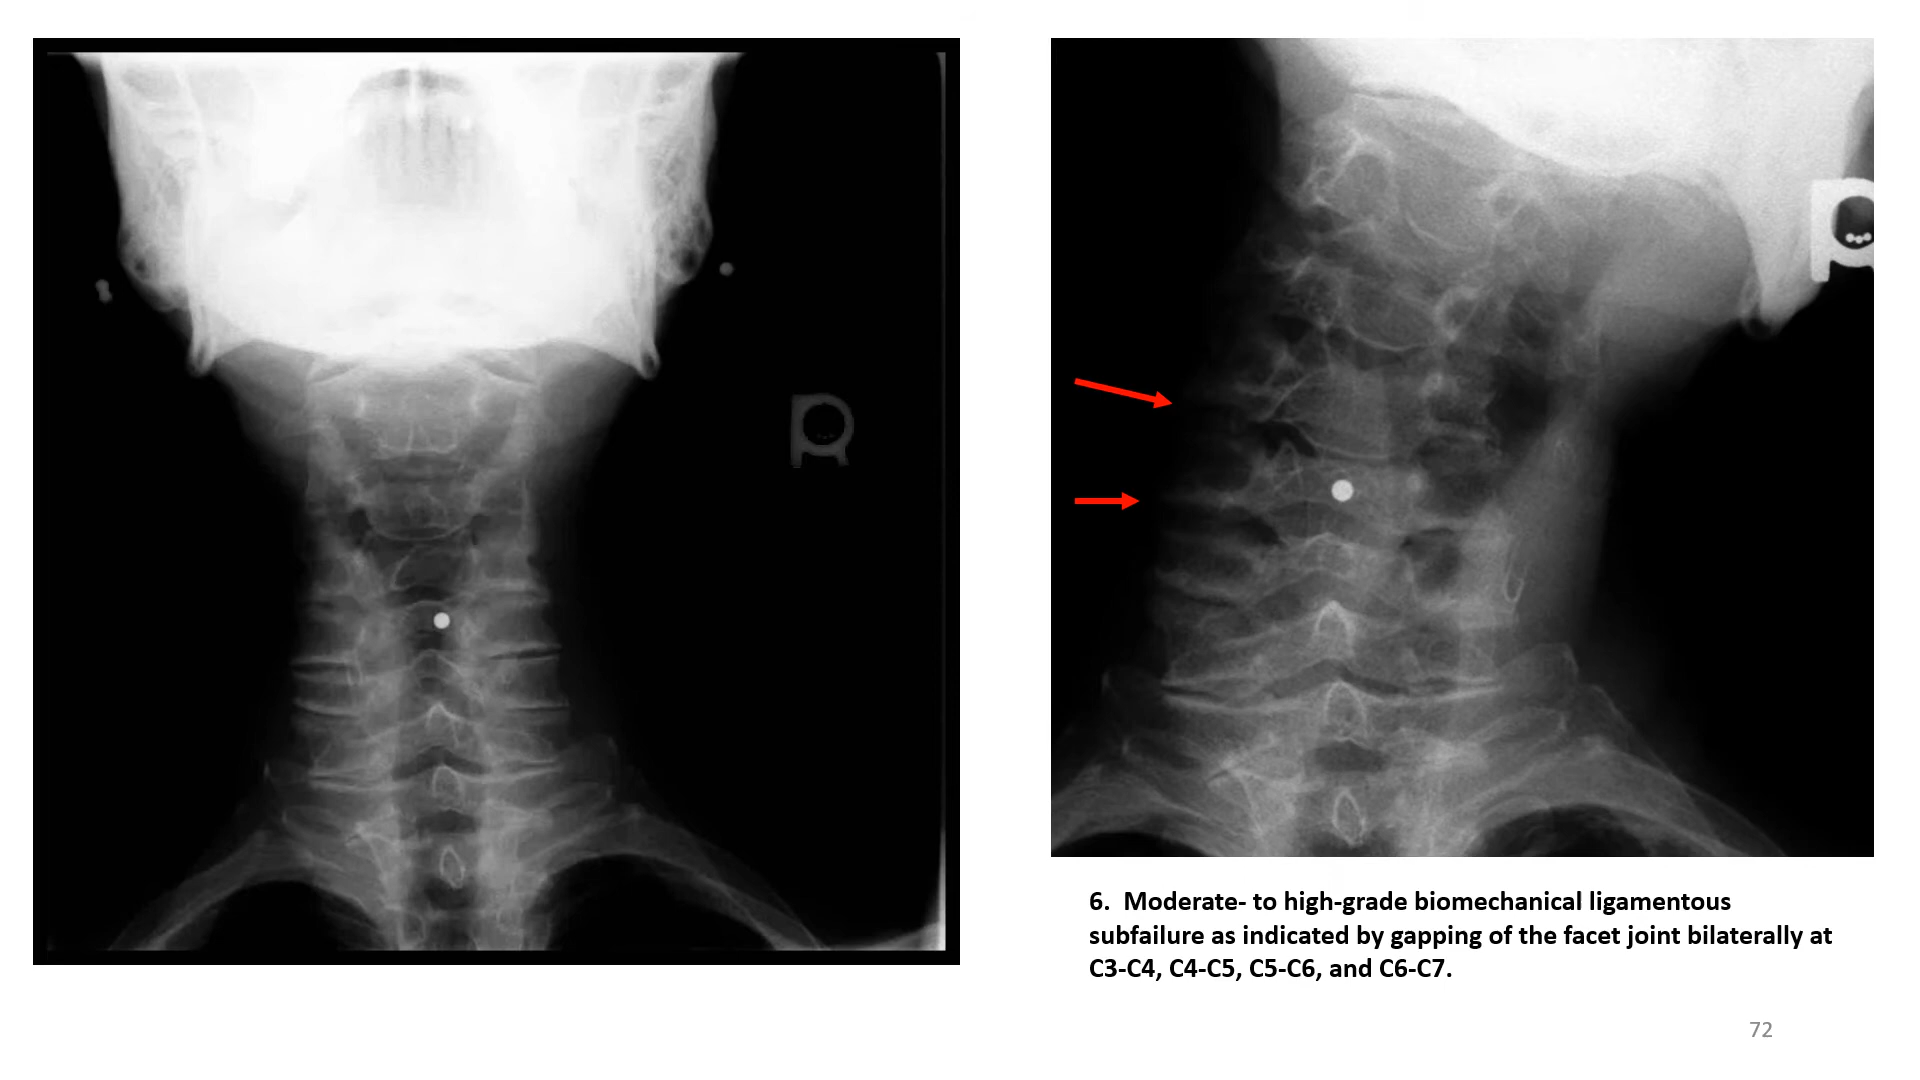 R
R
6. Moderate- to high-grade biomechanical ligamentous
subfailure as indicated by gapping of the facet joint bilaterally at
C3-C4, C4-C5, C5-C6, and C6-C7.
72